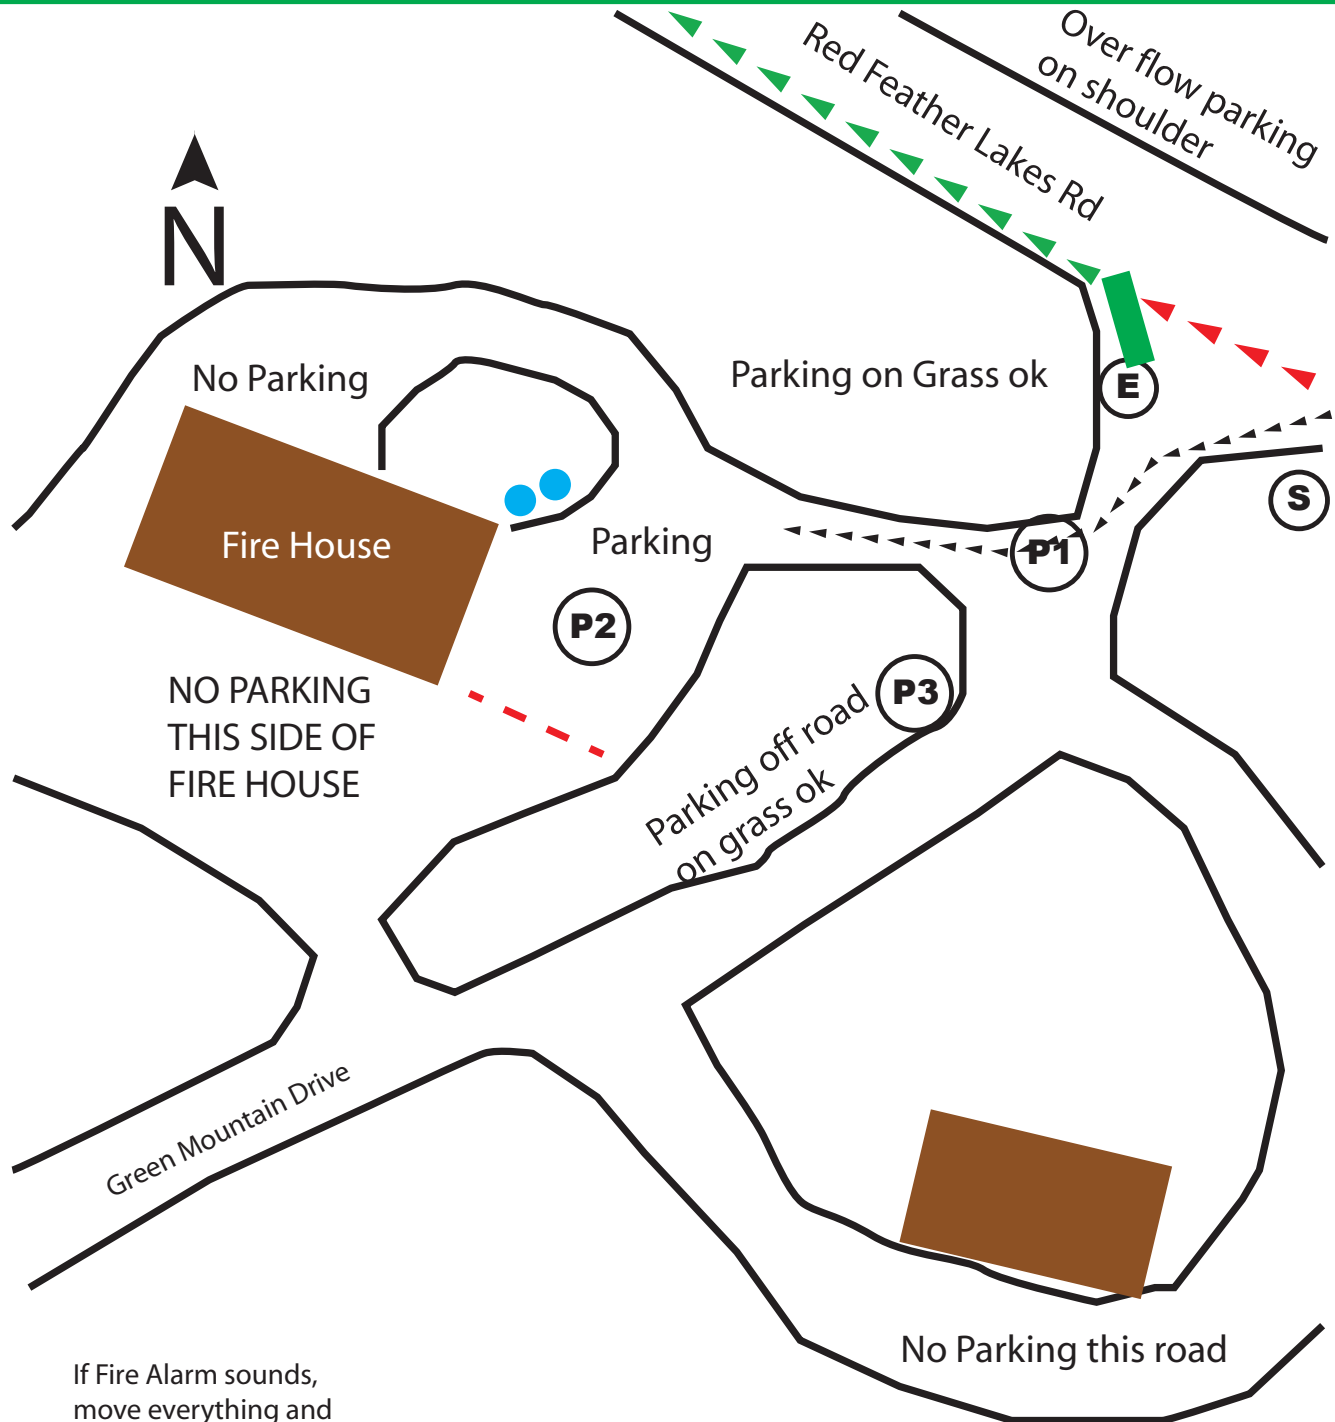 Over flow parking
on shoulder
Red Feather Lakes Rd
N
No Parking
Parking on Grass ok
E
S
Fire House
Parking
P1
P2
P3
NO PARKING
THIS SIDE OF
FIRE HOUSE
Parking off road
on grass ok
Green Mountain Drive
No Parking this road
If Fire Alarm sounds,
move everything and